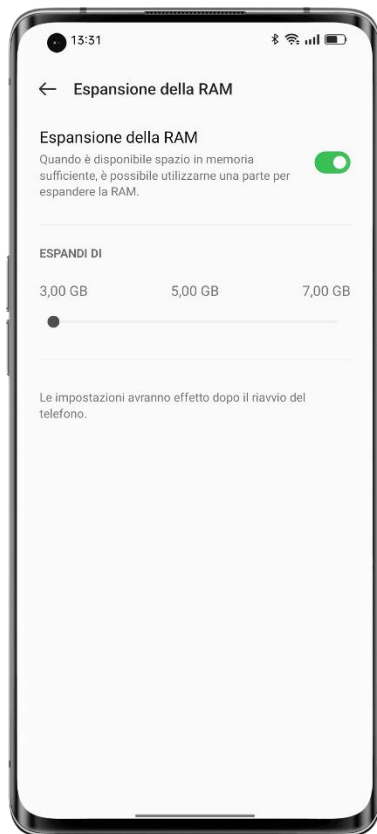 13:31
Espansione della RAM
Espansione della RAM
Quando è disponibile spazio in memoria
sufficiente, è possibile utilizzarne una parte per
espandere la RAM.
ESPANDI DI
3,00 GB 5,00 GB 7,00 GB
Le impostazioni avranno effetto dopo il riavvio del
telefono.